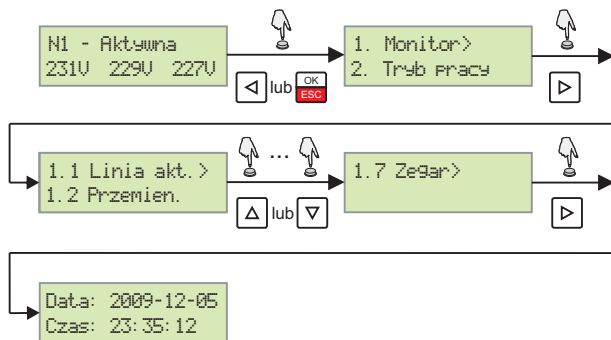 N1 - Aktywna
231V 229V 227V
lub
OK
ESC
1. Monitor>
2. Tryb pracy
1.1 Linia akt.>
1.2 Przemien.
...
lub
1.7 Zegar>
Data: 2009-12-05
Czas: 23:35:12